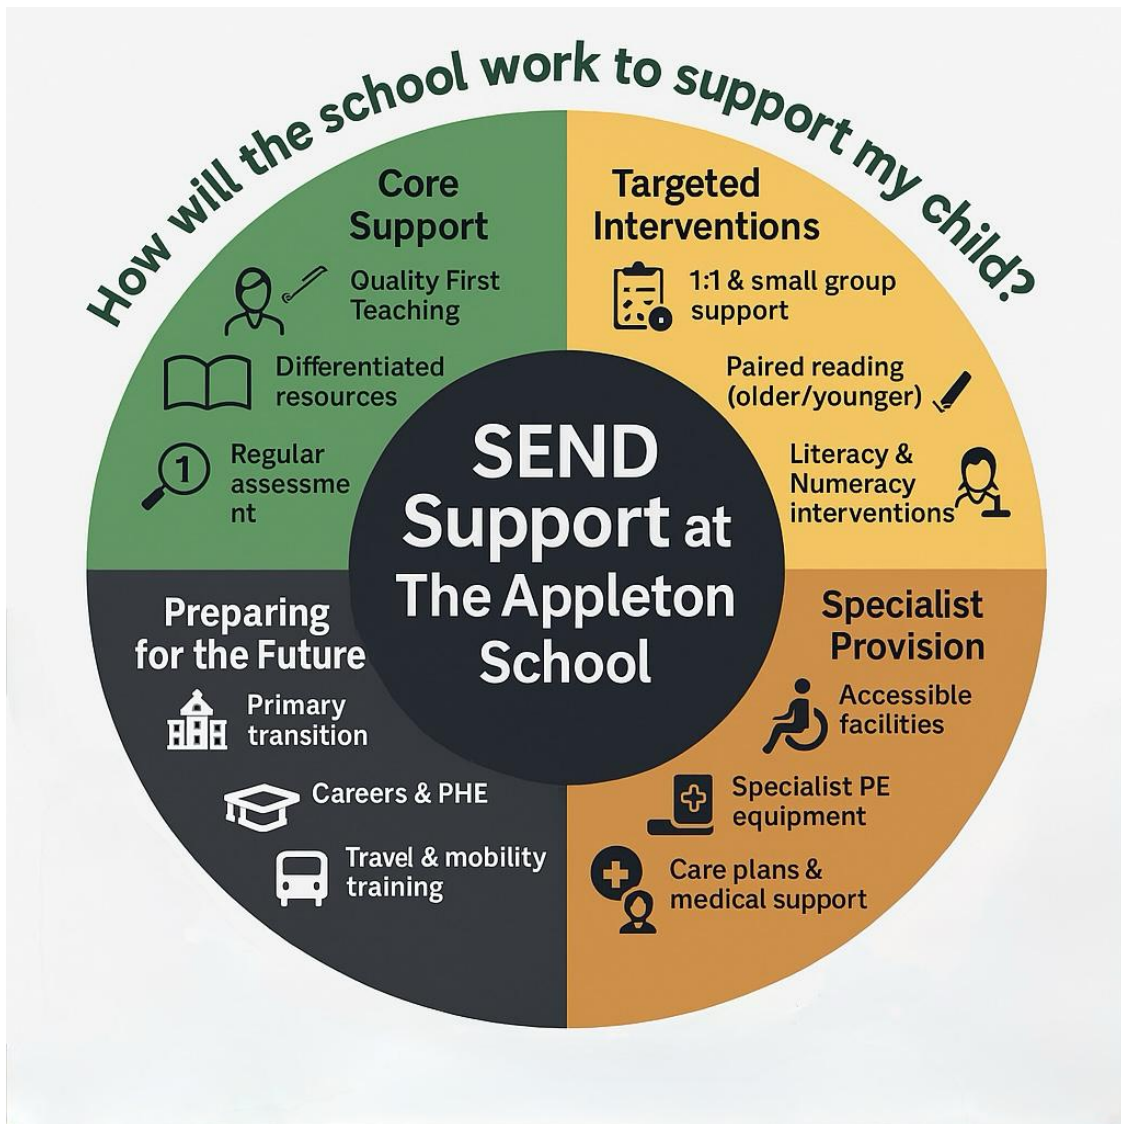 How will the school work to support my child?
Core
Support
Quality First
Teaching
Differentiated
resources
1
Regular
assessme
nt
Targeted
Interventions
1:1 & small group
support
Paired reading
(older/younger)
Literacy &
Numeracy
interventions
SEND
Support at
The Appleton
School
Preparing
for the Future
Primary
transition
Careers & PHE
Travel & mobility
training
Specialist
Provision
Accessible
facilities
Specialist PE
equipment
Care plans &
medical support